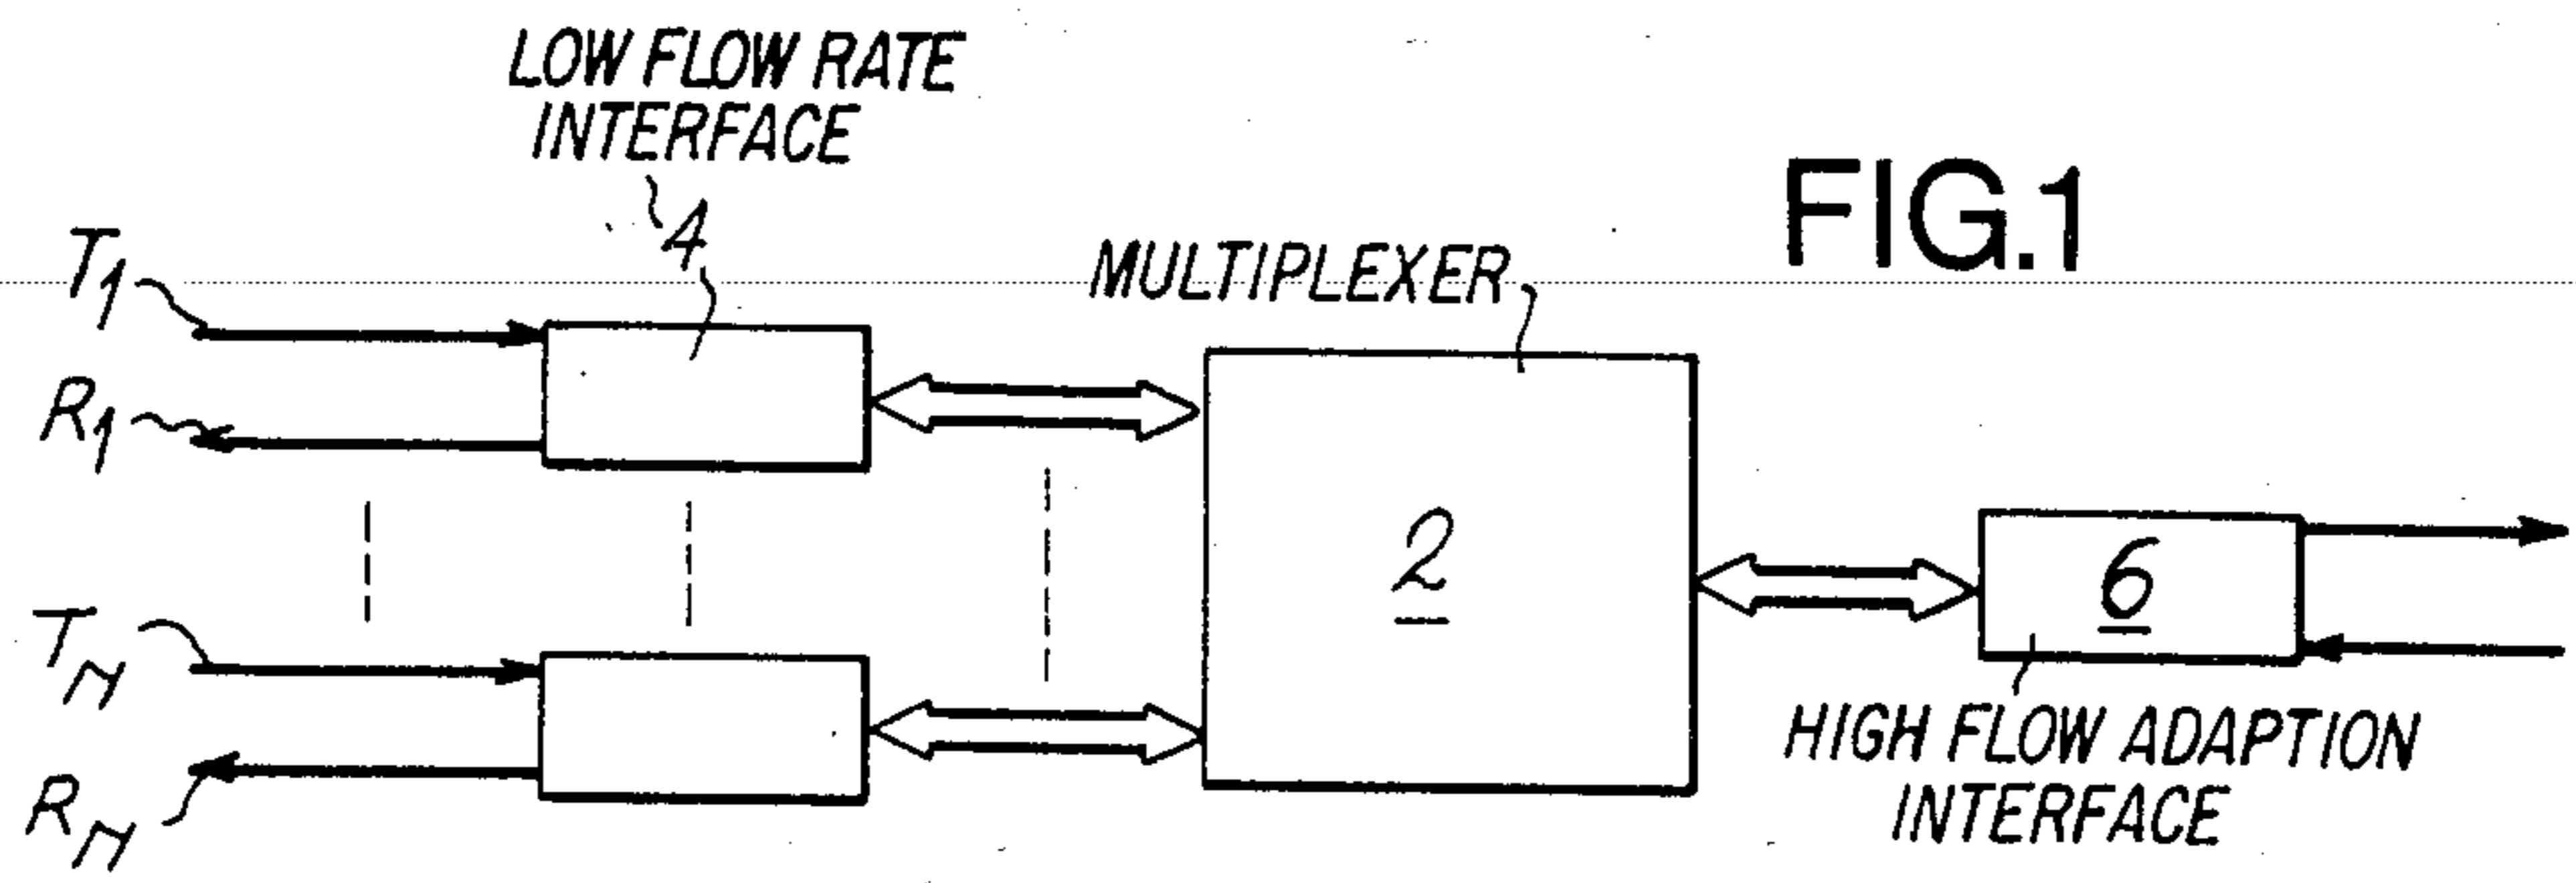 LOW FLOW RATE
INTERFACE
4
FIG.1
MULTIPLEXER
T1
R1
2
6
TM
RM
HIGH FLOW ADAPTION
INTERFACE